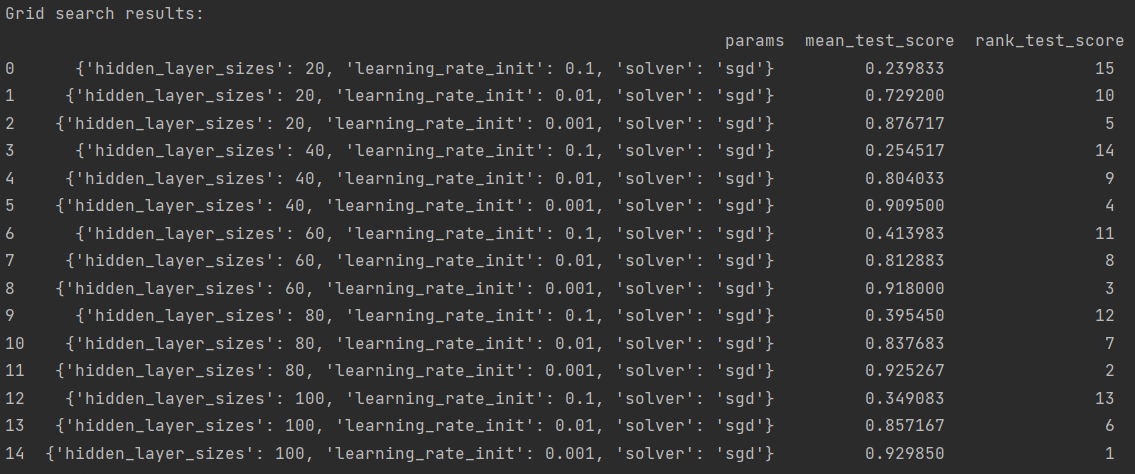 Grid search results:
params mean_test_score rank_test_score
0 {'hidden_layer_sizes': 20, 'learning_rate_init': 0.1, 'solver': 'sgd'} 0.239833 15
1 {'hidden_layer_sizes': 20, 'learning_rate_init': 0.01, 'solver': 'sgd'} 0.729200 10
2 {'hidden_layer_sizes': 20, 'learning_rate_init': 0.001, 'solver': 'sgd'} 0.876717 5
3 {'hidden_layer_sizes': 40, 'learning_rate_init': 0.1, 'solver': 'sgd'} 0.254517 14
4 {'hidden_layer_sizes': 40, 'learning_rate_init': 0.01, 'solver': 'sgd'} 0.804033 9
5 {'hidden_layer_sizes': 40, 'learning_rate_init': 0.001, 'solver': 'sgd'} 0.909500 4
6 {'hidden_layer_sizes': 60, 'learning_rate_init': 0.1, 'solver': 'sgd'} 0.413983 11
7 {'hidden_layer_sizes': 60, 'learning_rate_init': 0.01, 'solver': 'sgd'} 0.812883 8
8 {'hidden_layer_sizes': 60, 'learning_rate_init': 0.001, 'solver': 'sgd'} 0.918000 3
9 {'hidden_layer_sizes': 80, 'learning_rate_init': 0.1, 'solver': 'sgd'} 0.395450 12
10 {'hidden_layer_sizes': 80, 'learning_rate_init': 0.01, 'solver': 'sgd'} 0.837683 7
11 {'hidden_layer_sizes': 80, 'learning_rate_init': 0.001, 'solver': 'sgd'} 0.925267 2
12 {'hidden_layer_sizes': 100, 'learning_rate_init': 0.1, 'solver': 'sgd'} 0.349083 13
13 {'hidden_layer_sizes': 100, 'learning_rate_init': 0.01, 'solver': 'sgd'} 0.857167 6
14 {'hidden_layer_sizes': 100, 'learning_rate_init': 0.001, 'solver': 'sgd'} 0.929850 1